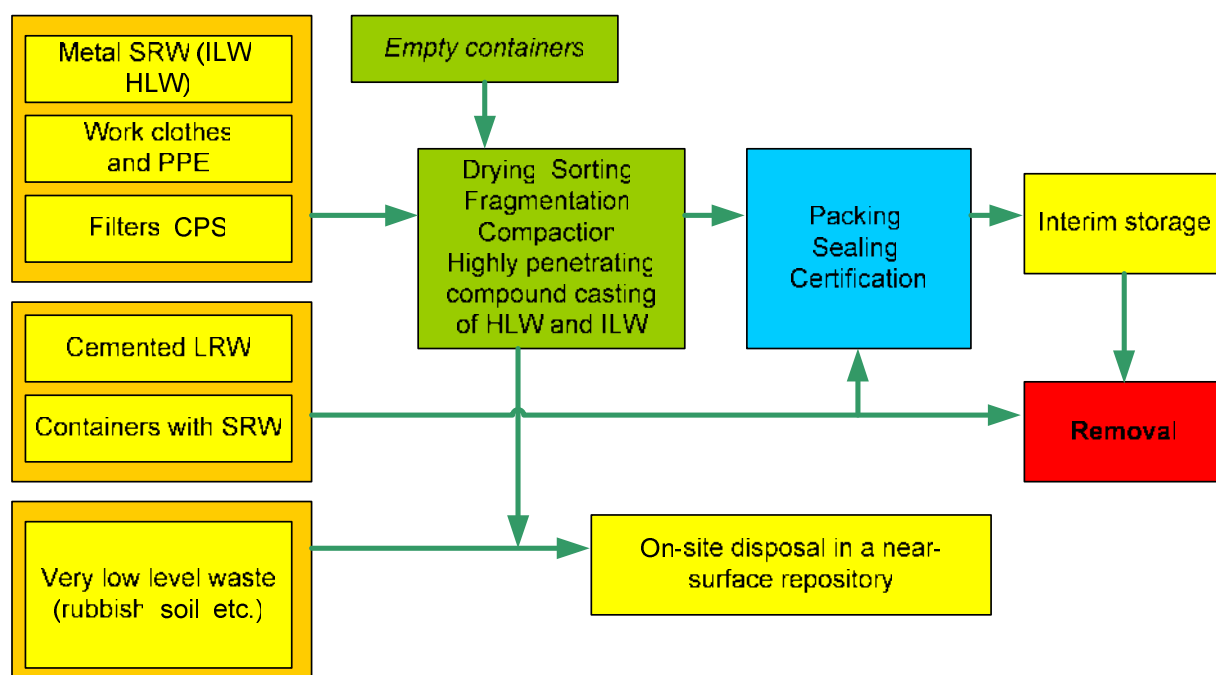 Metal SRW (ILW
HLW)
Work clothes
and PPE
Filters CPS
Empty containers
Drying Sorting
Fragmentation
Compaction
Highly penetrating
compound casting
of HLW and ILW
Packing
Sealing
Certification
Interim storage
Cemented LRW
Containers with SRW
Removal
Very low level waste
(rubbish soil etc.)
On-site disposal in a near-
surface repository